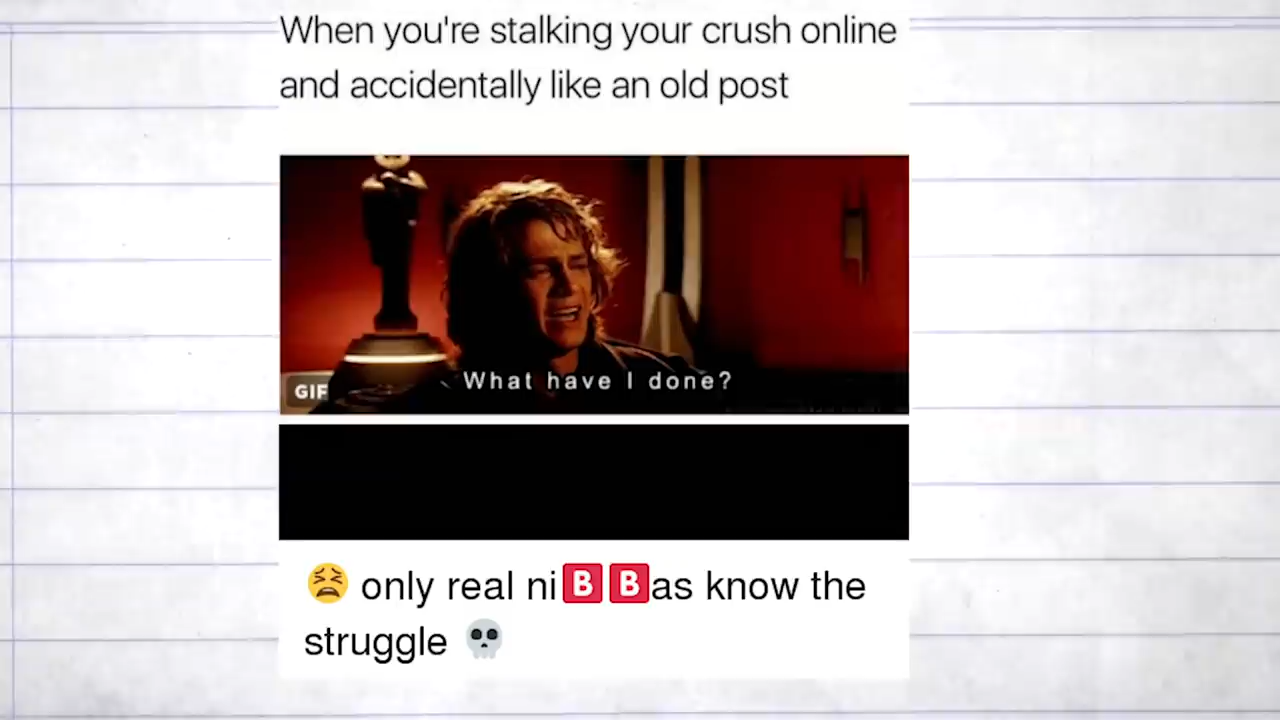 When you're stalking your crush online
and accidentally like an old post
What have I done?
GIF
😫 only real ni🅱️🅱️as know the
struggle 💀